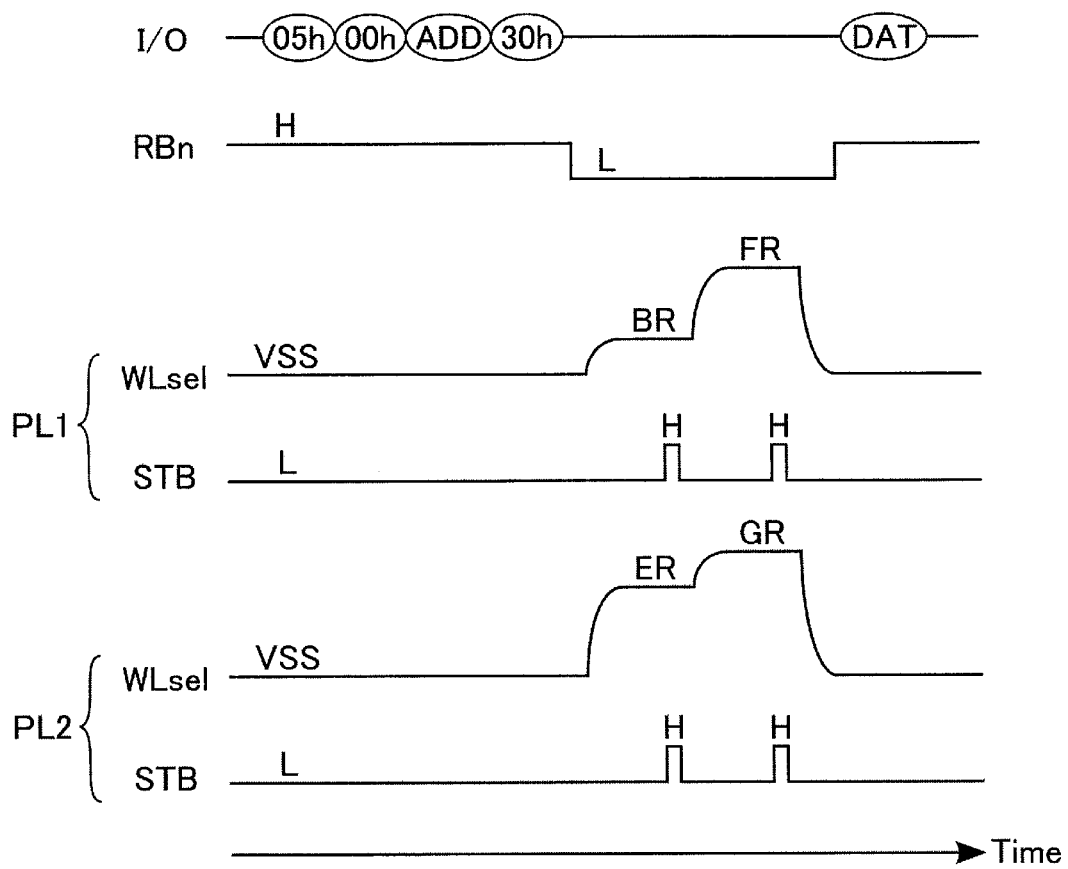 I/O 05h 00h ADD 30h DAT
RBn H L
PL1
WLsel VSS BR FR
STB L H H
PL2
WLsel VSS ER GR
STB L H H
Time